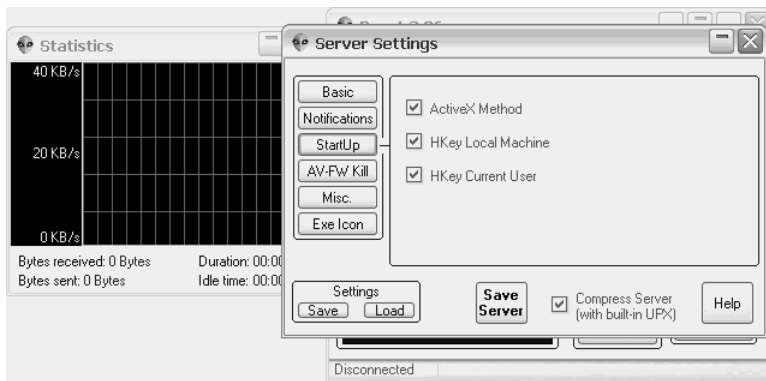 Statistics
40 KB/s
20 KB/s
0 KB/s
Bytes received: 0 Bytes
Duration: 00:00
Bytes sent: 0 Bytes
Idle time: 00:00
Server Settings
Basic
Notifications
StartUp
AV-FW Kill
Misc.
Exe Icon
ActiveX Method
HKey Local Machine
HKey Current User
Settings
Save
Load
Save
Server
Compress Server
(with built-in UPX)
Help
Disconnected